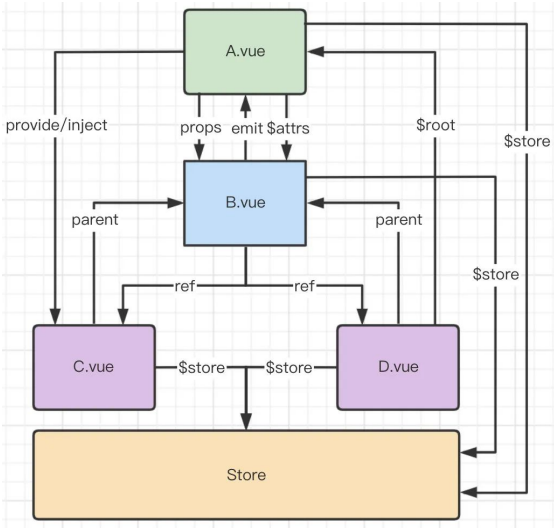 A.vue
provide/inject
props
emit
$attrs
$root
$store
B.vue
parent
parent
$store
ref
ref
C.vue
$store
$store
D.vue
Store